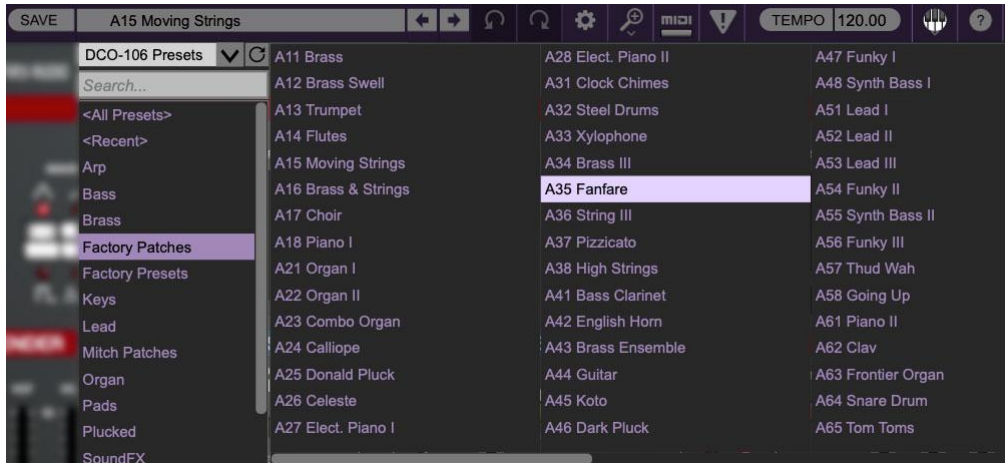 SAVE A15 Moving Strings MIDI TEMPO 120.00 ?
DCO-106 Presets
Search...
<All Presets>
<Recent>
Arp
Bass
Brass
Factory Patches
Factory Presets
Keys
Lead
Mitch Patches
Organ
Pads
Plucked
SoundFX
A11 Brass
A12 Brass Swell
A13 Trumpet
A14 Flutes
A15 Moving Strings
A16 Brass & Strings
A17 Choir
A18 Piano I
A21 Organ I
A22 Organ II
A23 Combo Organ
A24 Calliope
A25 Donald Pluck
A26 Celeste
A27 Elect. Piano I
A28 Elect. Piano II
A31 Clock Chimes
A32 Steel Drums
A33 Xylophone
A34 Brass III
A35 Fanfare
A36 String III
A37 Pizzicato
A38 High Strings
A41 Bass Clarinet
A42 English Horn
A43 Brass Ensemble
A44 Guitar
A45 Koto
A46 Dark Pluck
A47 Funky I
A48 Synth Bass I
A51 Lead I
A52 Lead II
A53 Lead III
A54 Funky II
A55 Synth Bass II
A56 Funky III
A57 Thud Wah
A58 Going Up
A61 Piano II
A62 Clav
A63 Frontier Organ
A64 Snare Drum
A65 Tom Toms